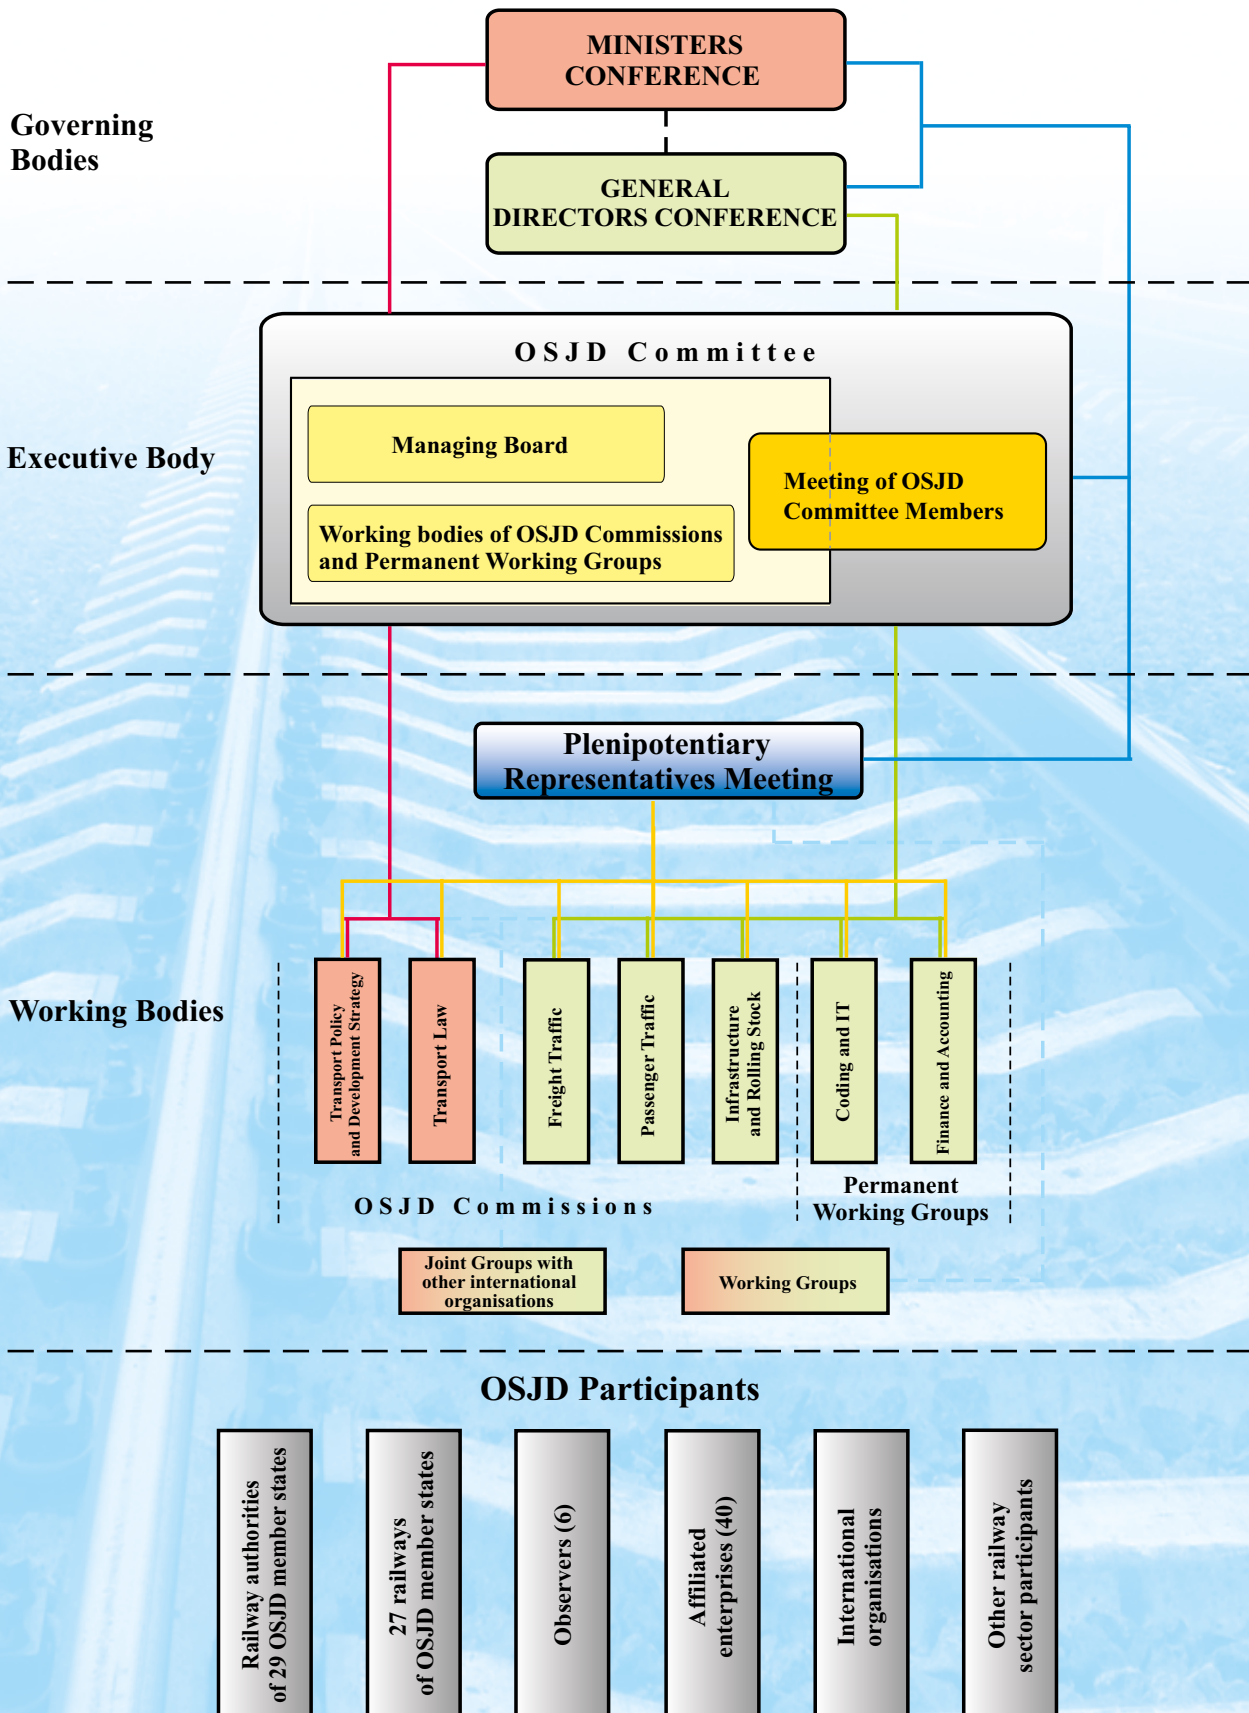 MINISTERS
CONFERENCE
Governing
Bodies
GENERAL
DIRECTORS CONFERENCE
OSJD Committee
Managing Board
Executive Body
Meeting of OSJD
Committee Members
Working bodies of OSJD Commissions
and Permanent Working Groups
Plenipotentiary
Representatives Meeting
Working Bodies
Transport Policy
and Development Strategy
Transport Law
Freight Traffic
Passenger Traffic
Infrastructure
and Rolling Stock
Coding and IT
Finance and Accounting
OSJD Commissions
Permanent
Working Groups
Joint Groups with
other international
organisations
Working Groups
OSJD Participants
Railway authorities
of 29 OSJD member states
27 railways
of OSJD member states
Observers (6)
Affiliated
enterprises (40)
International
organisations
Other railway
sector participants